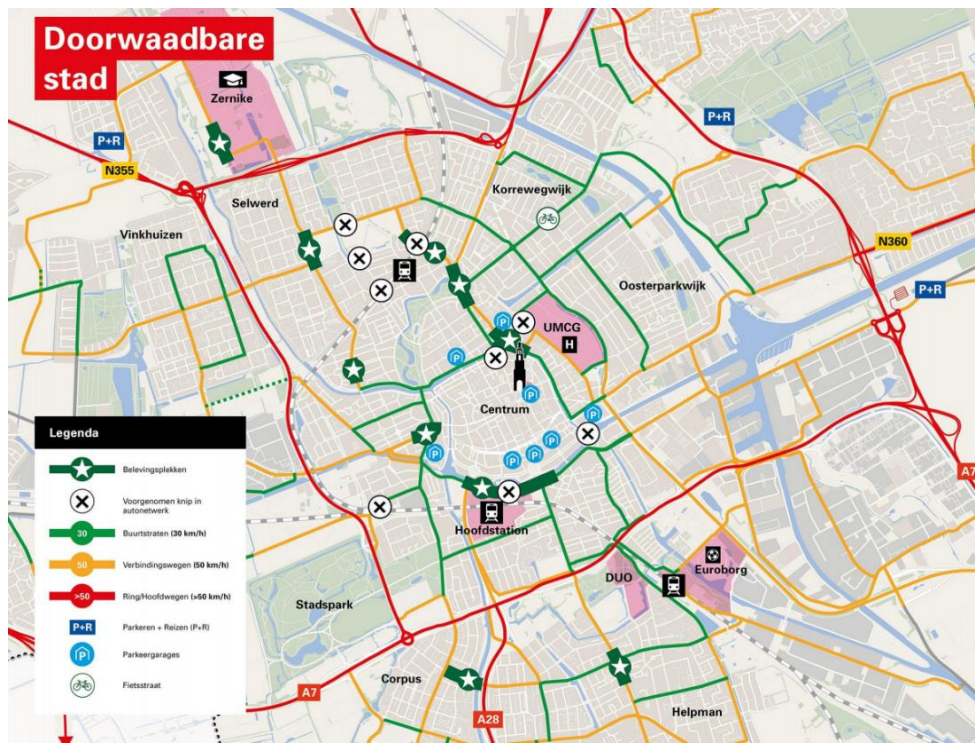 Doorwaadbare
stad
Zernike
P+R
N355
Selwerd
Vinkhuizen
Korrewegwijk
P+R
N360
P+R
Oosterparkwijk
UMCG
H
P
P
Centrum
P
P
P
P
P
P
Hoofdstation
DUO
Euroborg
Stadspark
Corpus
Helpman
A7
A7
A28
Legenda
Belevingsplekken
Voorgenomen knip in
autonetwerk
30
Buurtstraten (30 km/h)
50
Verbindingswegen (50 km/h)
>50
Ring/Hoofdwegen (>50 km/h)
P+R
Parkeren + Reizen (P+R)
P
Parkeergarages
Fietsstraat